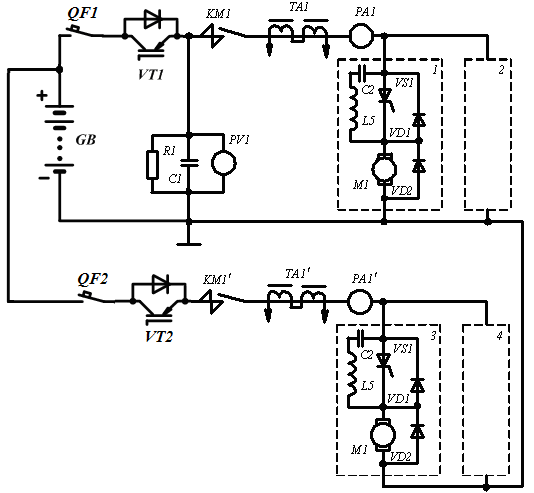 QF1
KM1
TA1
PA1
VT1
1
2
C2
VS1
+
GB
−
R1
C1
PV1
L5
VD1
M1
VD2
QF2
KM1'
TA1'
PA1'
VT2
3
4
C2
VS1
L5
VD1
M1
VD2